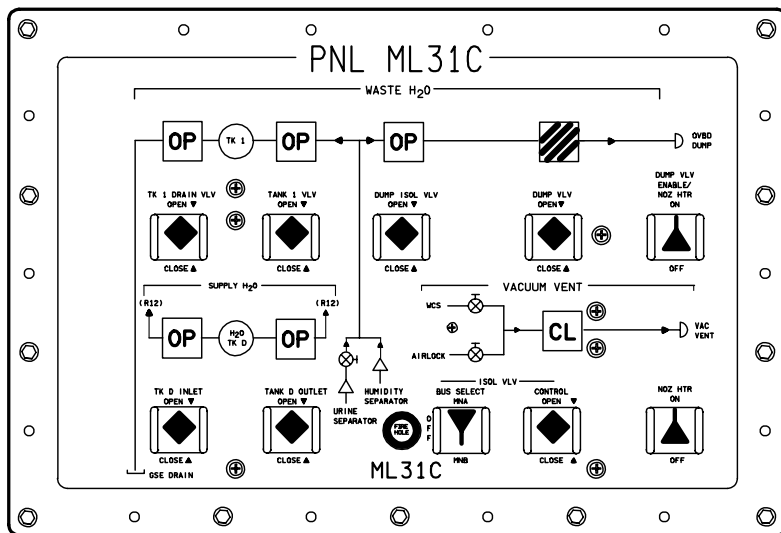 PNL ML31C
WASTE H₂O
OP
TK 1
OP
OP
OVBD
DUMP
TK 1 DRAIN VLV
OPEN ▼
CLOSE ▲
TANK 1 VLV
OPEN ▼
CLOSE ▲
DUMP ISOL VLV
OPEN ▼
CLOSE ▲
DUMP VLV
OPEN ▼
CLOSE ▲
DUMP VLV
ENABLE/
NOZ HTR
ON
OFF
SUPPLY H₂O
(R12)
(R12)
OP
H₂O
TK D
OP
VACUUM VENT
WCS
AIRLOCK
CL
VAC
VENT
TK D INLET
OPEN ▼
CLOSE ▲
TANK D OUTLET
OPEN ▼
CLOSE ▲
URINE
SEPARATOR
HUMIDITY
SEPARATOR
FIRE
HOLE
ISOL VLV
BUS SELECT
MNA
O
F
F
MNB
CONTROL
OPEN ▼
CLOSE ▲
NOZ HTR
ON
OFF
GSE DRAIN
ML31C